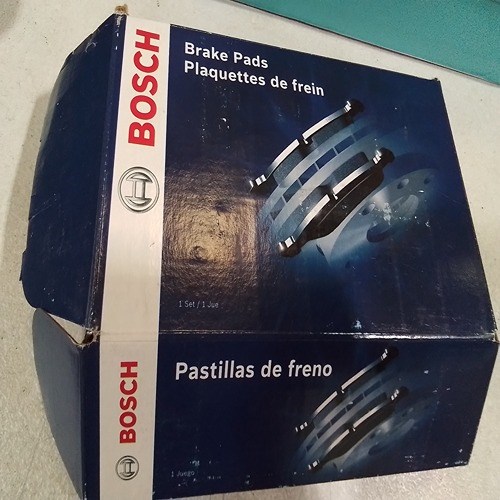 BOSCH
Brake Pads
Plaquettes de frein
1 Set / 1 Jue
BOSCH
Pastillas de freno
1 Juego